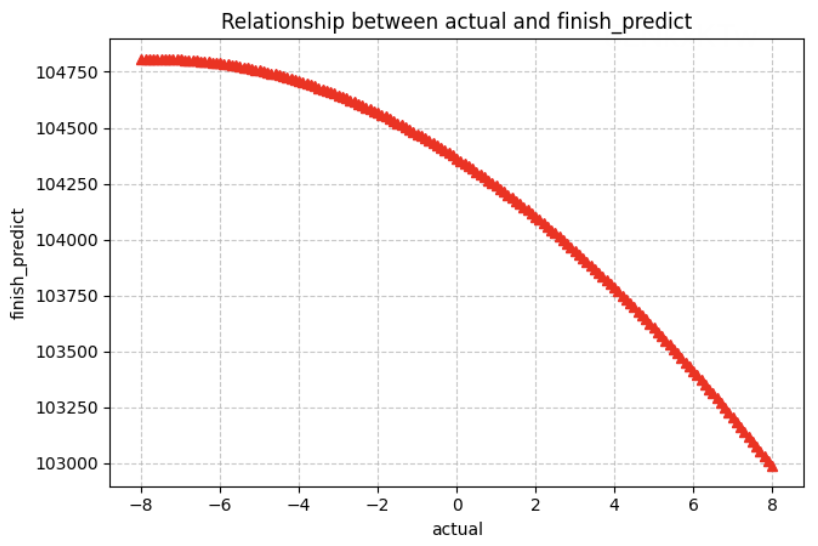 Relationship between actual and finish_predict
104750
104500
104250
104000
103750
103500
103250
103000
finish_predict
−8 −6 −4 −2 0 2 4 6 8
actual